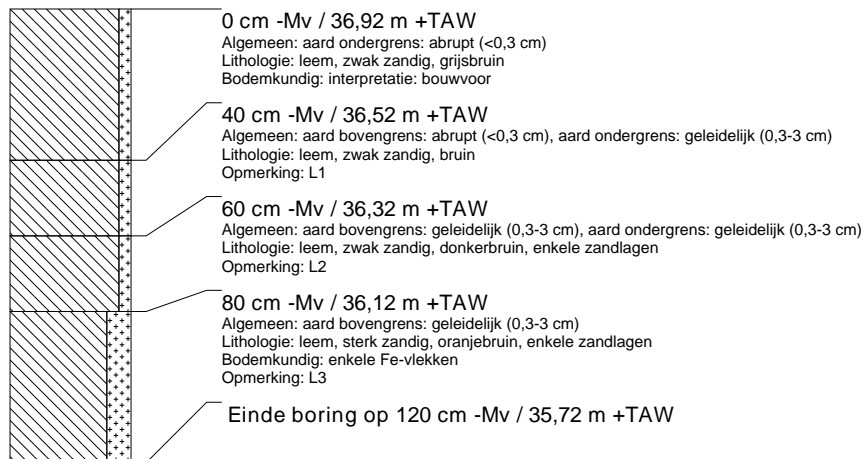 0 cm -Mv / 36,92 m +TAW
Algemeen: aard ondergrens: abrupt (<0,3 cm)
Lithologie: leem, zwak zandig, grijsbruin
Bodemkundig: interpretatie: bouwvoor
40 cm -Mv / 36,52 m +TAW
Algemeen: aard bovengrens: abrupt (<0,3 cm), aard ondergrens: geleidelijk (0,3-3 cm)
Lithologie: leem, zwak zandig, bruin
Opmerking: L1
60 cm -Mv / 36,32 m +TAW
Algemeen: aard bovengrens: geleidelijk (0,3-3 cm), aard ondergrens: geleidelijk (0,3-3 cm)
Lithologie: leem, zwak zandig, donkerbruin, enkele zandlagen
Opmerking: L2
80 cm -Mv / 36,12 m +TAW
Algemeen: aard bovengrens: geleidelijk (0,3-3 cm)
Lithologie: leem, sterk zandig, oranjebruin, enkele zandlagen
Bodemkundig: enkele Fe-vlekken
Opmerking: L3
Einde boring op 120 cm -Mv / 35,72 m +TAW